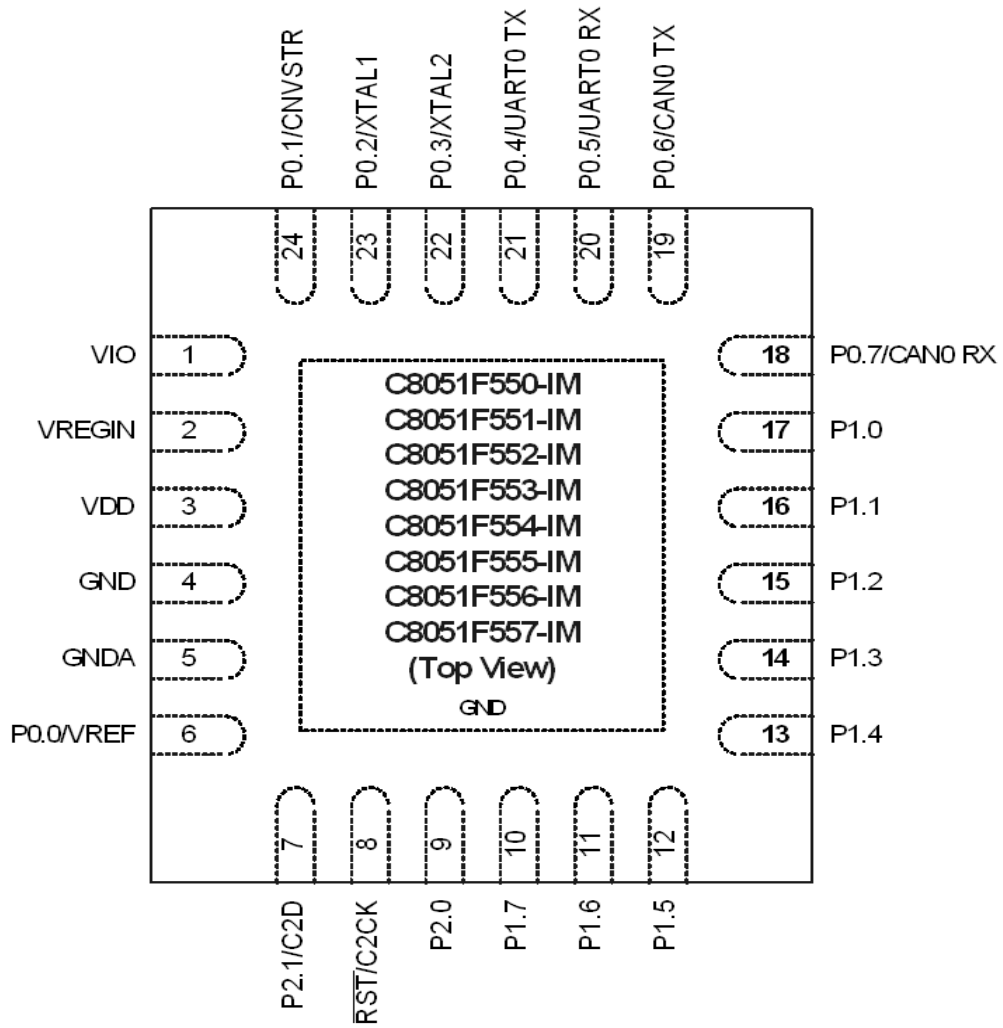 P0.1/CNVSTR
P0.2/XTAL1
P0.3/XTAL2
P0.4/UART0 TX
P0.5/UART0 RX
P0.6/CAN0 TX
24
23
22
21
20
19
VIO 1
VREGIN 2
VDD 3
GND 4
GNDA 5
P0.0/VREF 6
C8051F550-IM
C8051F551-IM
C8051F552-IM
C8051F553-IM
C8051F554-IM
C8051F555-IM
C8051F556-IM
C8051F557-IM
(Top View)
GND
18 P0.7/CAN0 RX
17 P1.0
16 P1.1
15 P1.2
14 P1.3
13 P1.4
7
8
9
10
11
12
P2.1/C2D
RST/C2CK
P2.0
P1.7
P1.6
P1.5